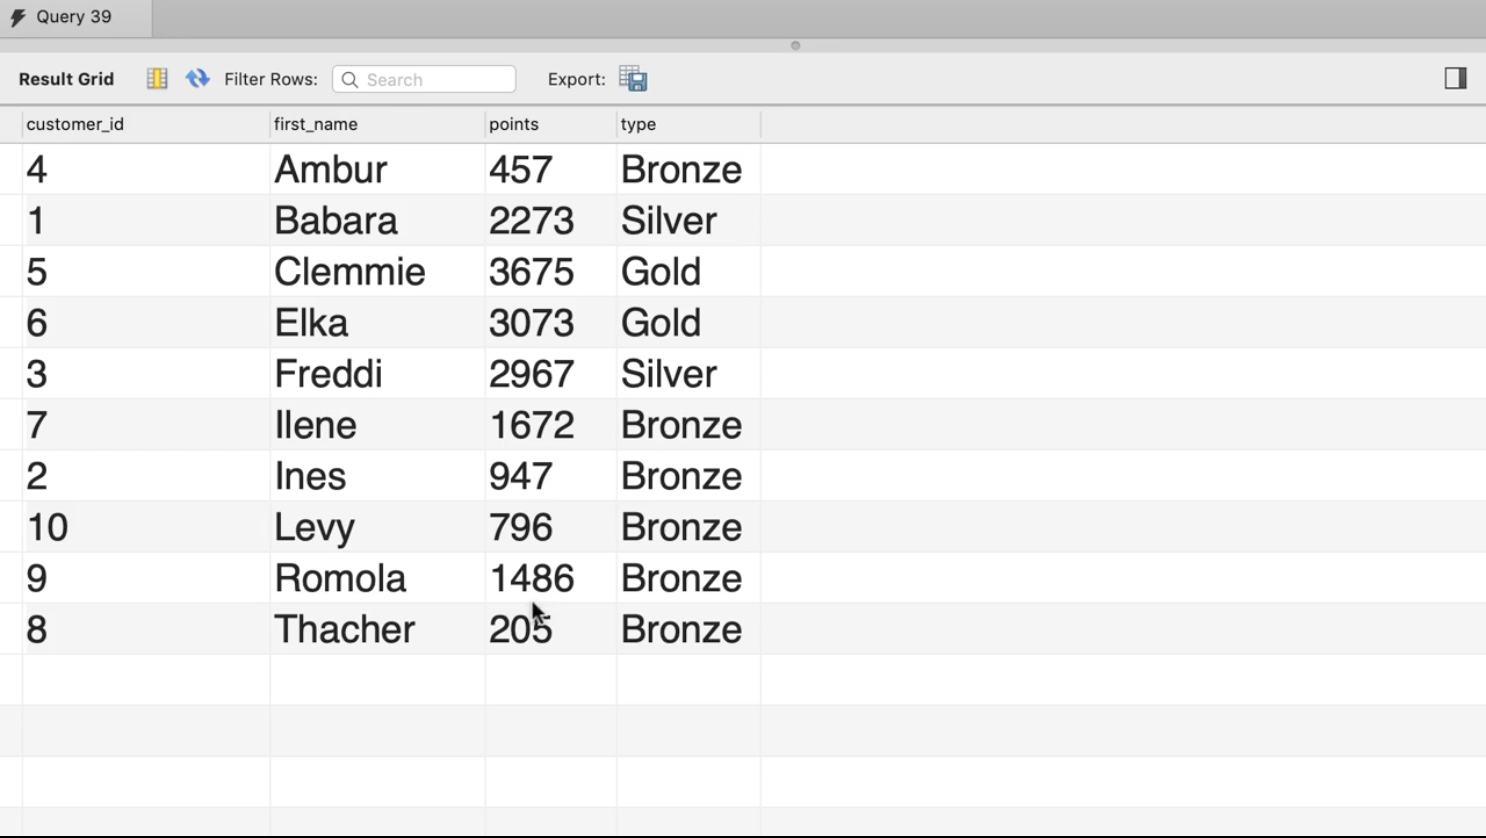 Query 39
Result Grid Filter Rows: Search Export:
customer_id first_name points type
4 Ambur 457 Bronze
1 Babara 2273 Silver
5 Clemmie 3675 Gold
6 Elka 3073 Gold
3 Freddi 2967 Silver
7 Ilene 1672 Bronze
2 Ines 947 Bronze
10 Levy 796 Bronze
9 Romola 1486 Bronze
8 Thacher 205 Bronze